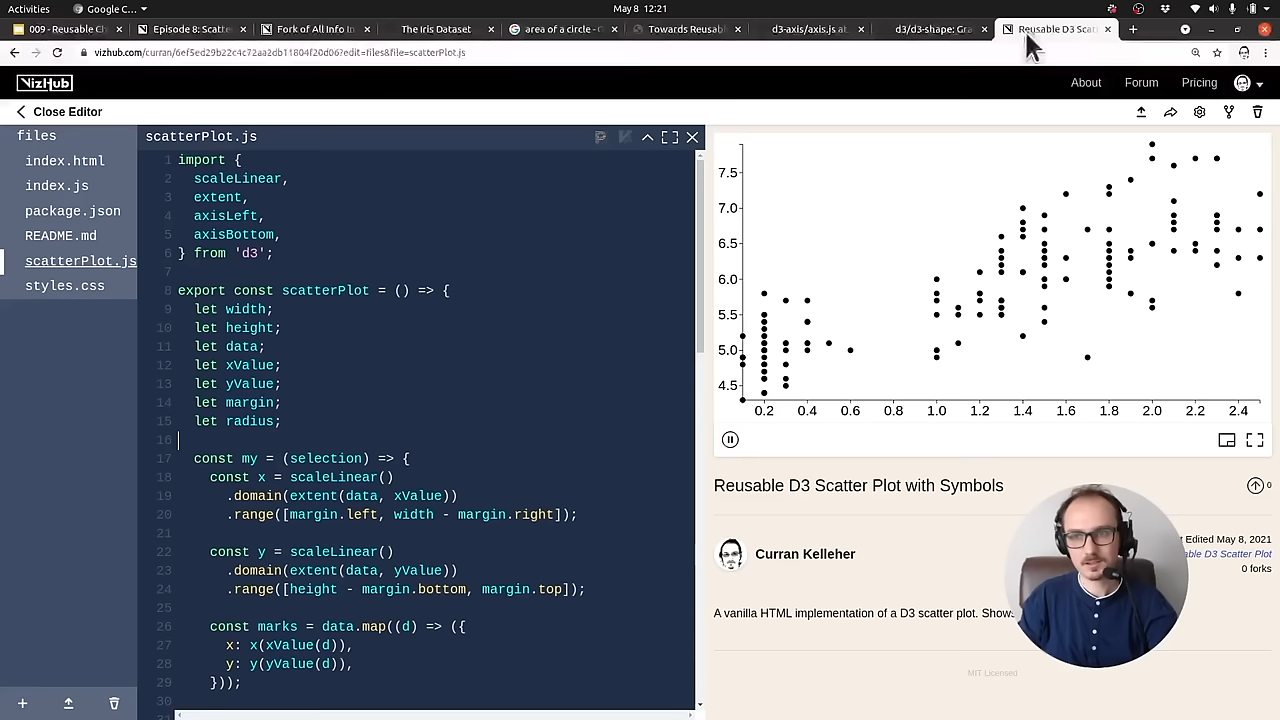 Activities
Google C...
May 8 12:21
009 - Reusable Ch
Episode 8: Scatte
Fork of All Info In
The Iris Dataset
area of a circle - G
Towards Reusab
d3-axis/axis.js at
d3/d3-shape: Gra
Reusable D3 Scat
vizhub.com/curran/6ef5ed29b22c4c72aa2db11804f20d06?edit=files&file=scatterPlot.js
VizHub
About
Forum
Pricing
Close Editor
files
index.html
index.js
package.json
README.md
scatterPlot.js
styles.css
scatterPlot.js
1 import {
2 scaleLinear,
3 extent,
4 axisLeft,
5 axisBottom,
6 } from 'd3';
7
8 export const scatterPlot = () => {
9 let width;
10 let height;
11 let data;
12 let xValue;
13 let yValue;
14 let margin;
15 let radius;
16
17 const my = (selection) => {
18 const x = scaleLinear()
19 .domain(extent(data, xValue))
20 .range([margin.left, width - margin.right]);
21
22 const y = scaleLinear()
23 .domain(extent(data, yValue))
24 .range([height - margin.bottom, margin.top]);
25
26 const marks = data.map((d) => ({
27 x: x(xValue(d)),
28 y: y(yValue(d)),
29 }));
30
7.5
7.0
6.5
6.0
5.5
5.0
4.5
0.2 0.4 0.6 0.8 1.0 1.2 1.4 1.6 1.8 2.0 2.2 2.4
Reusable D3 Scatter Plot with Symbols
0
Curran Kelleher
Edited May 8, 2021
able D3 Scatter Plot
0 forks
A vanilla HTML implementation of a D3 scatter plot. Shows
MIT Licensed